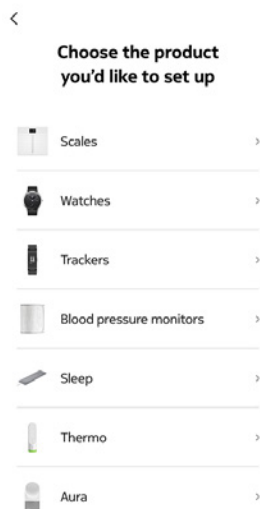 Choose the product
you'd like to set up
Scales
Watches
Trackers
Blood pressure monitors
Sleep
Thermo
Aura